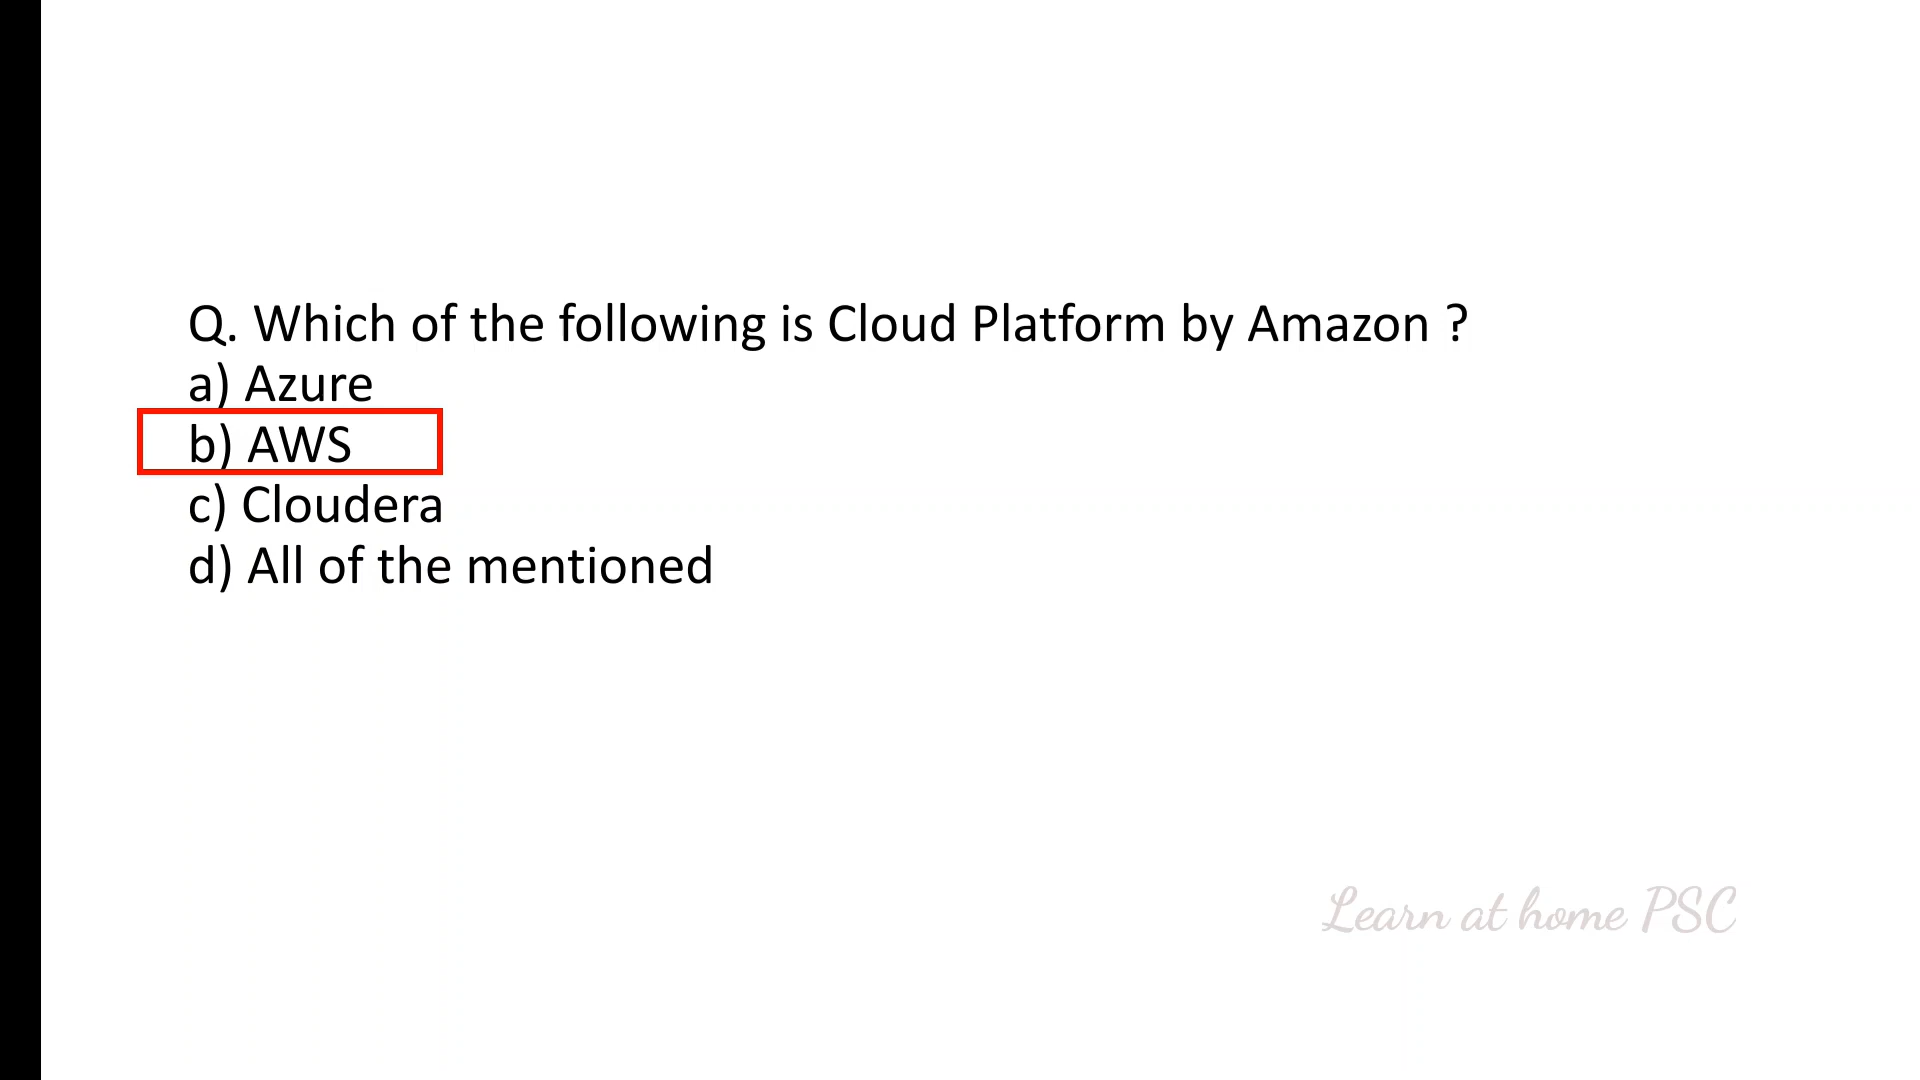 Q. Which of the following is Cloud Platform by Amazon ?
a) Azure
b) AWS
c) Cloudera
d) All of the mentioned
Learn at home PSC